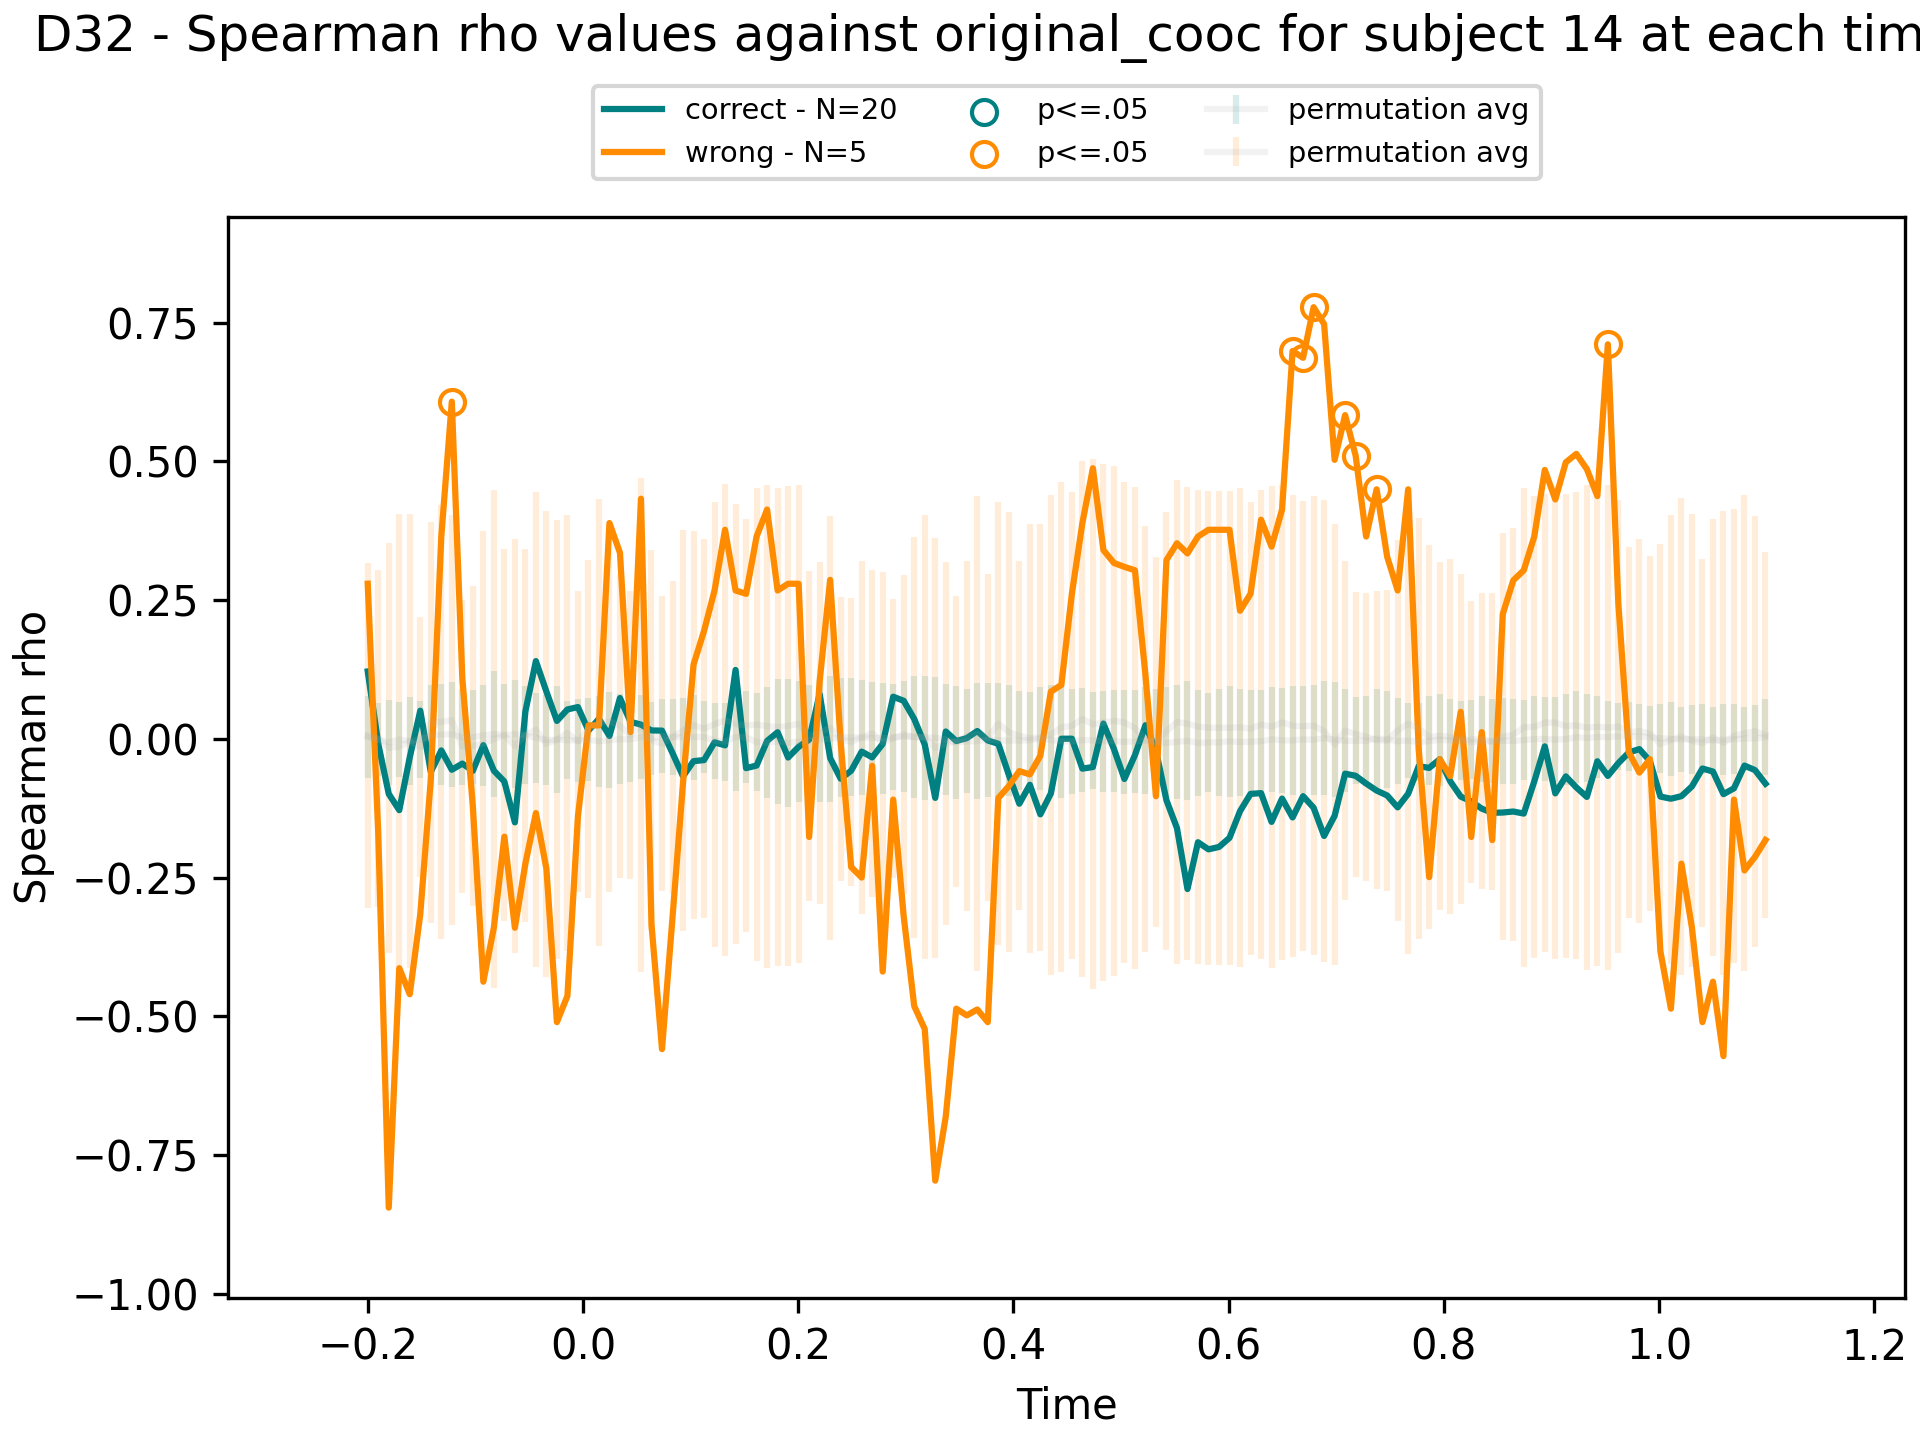 D32 - Spearman rho values against original_cooc for subject 14 at each tim
correct - N=20
wrong - N=5
p<=.05
p<=.05
permutation avg
permutation avg
Spearman rho
0.75
0.50
0.25
0.00
−0.25
−0.50
−0.75
−1.00
−0.2
0.0
0.2
0.4
0.6
0.8
1.0
1.2
Time